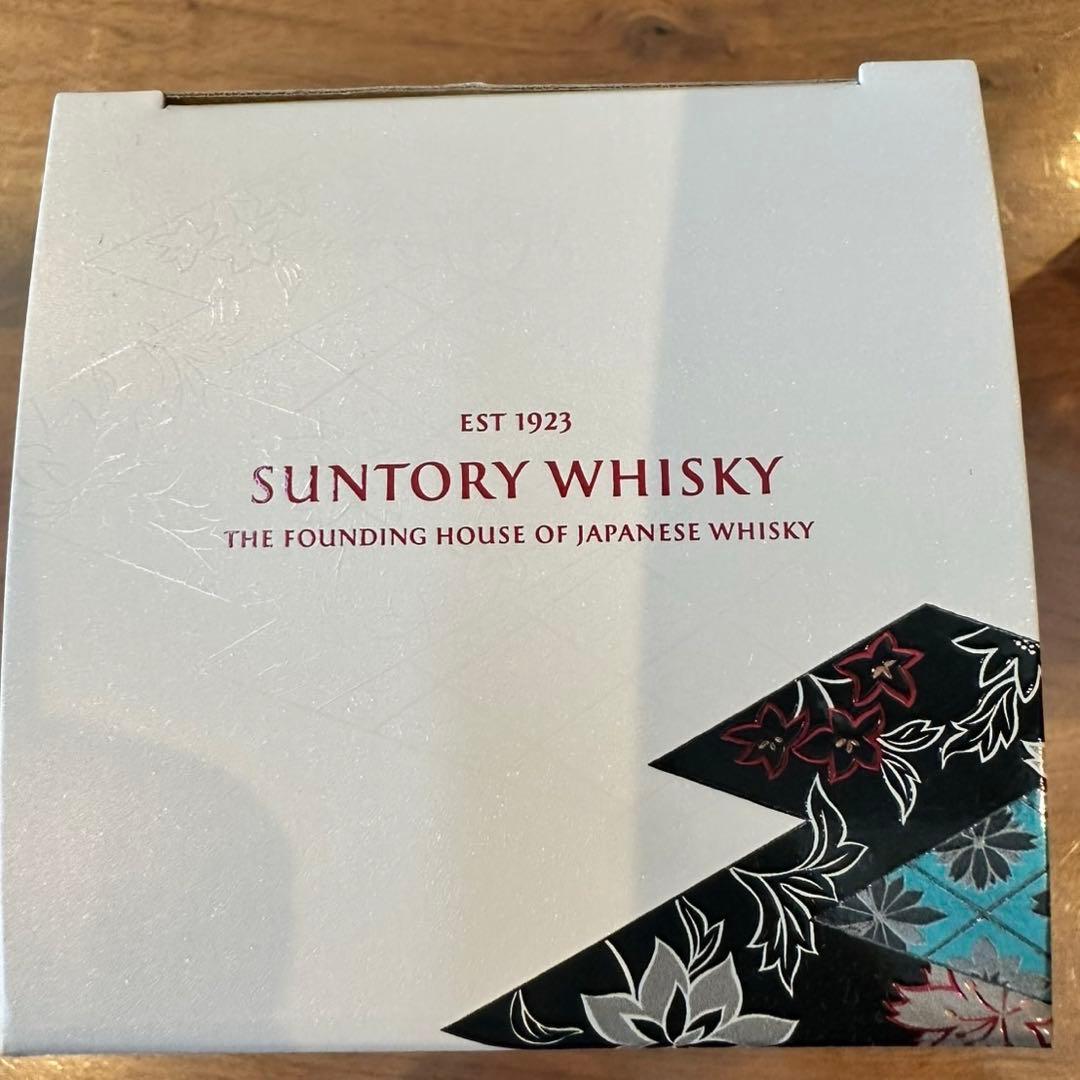 EST 1923
SUNTORY WHISKY
THE FOUNDING HOUSE OF JAPANESE WHISKY